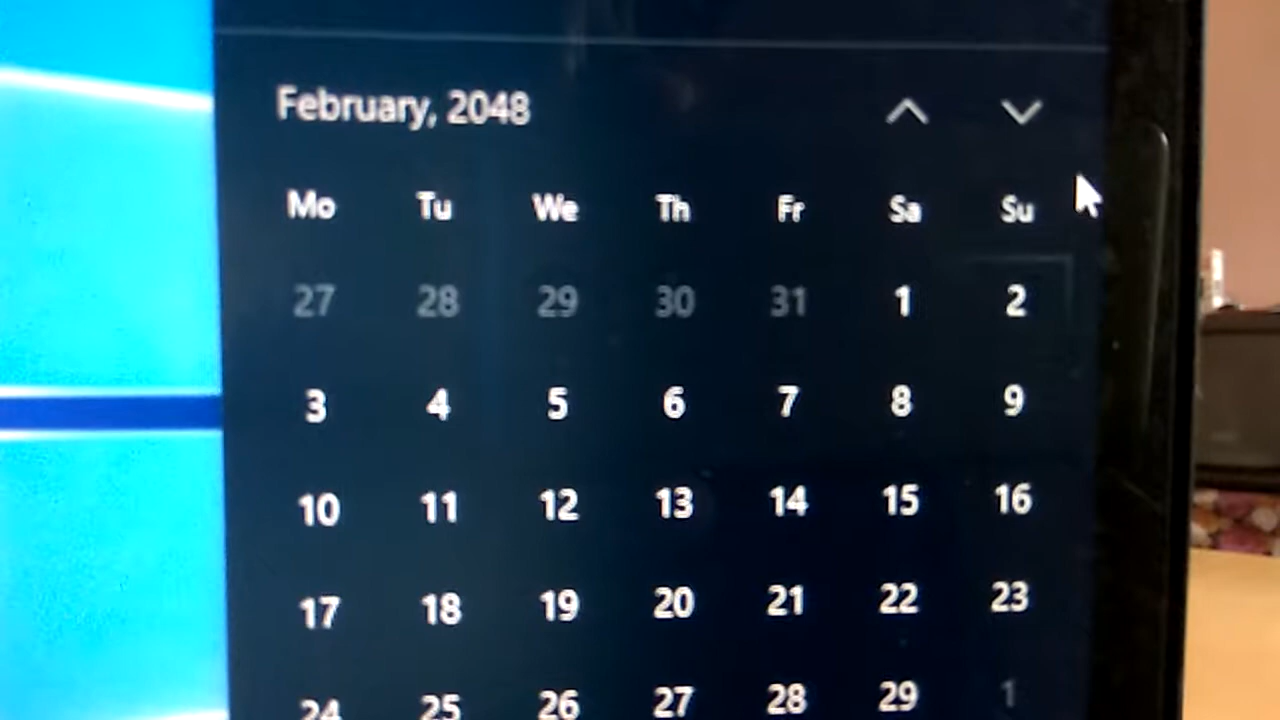 February, 2048
Mo Tu We Th Fr Sa Su
27 28 29 30 31 1 2
3 4 5 6 7 8 9
10 11 12 13 14 15 16
17 18 19 20 21 22 23
24 25 26 27 28 29 1